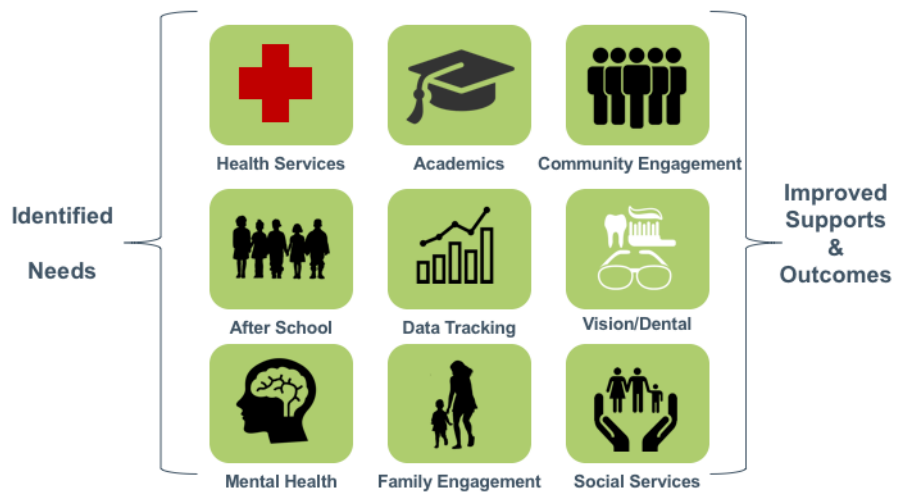 Health Services
Academics
Community Engagement
Identified
Needs
Improved
Supports
&
Outcomes
After School
Data Tracking
Vision/Dental
Mental Health
Family Engagement
Social Services